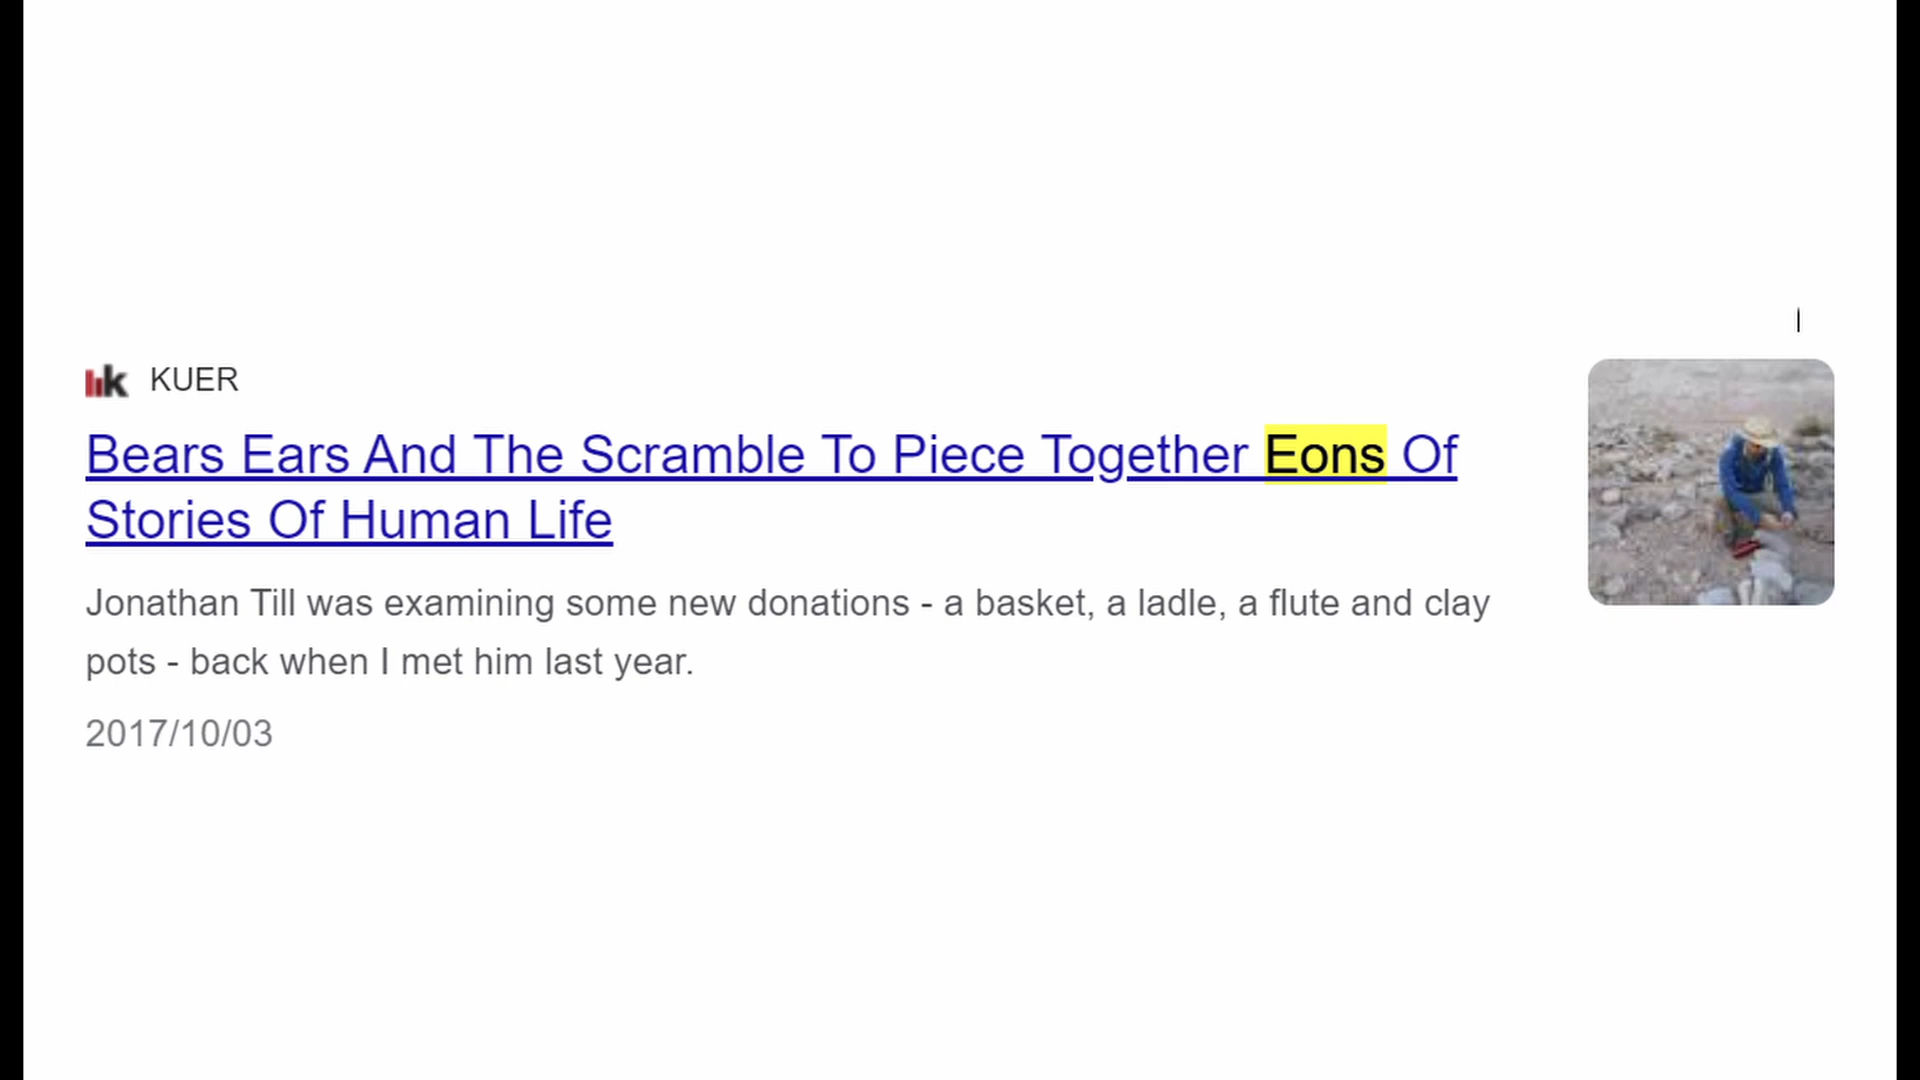 KUER
Bears Ears And The Scramble To Piece Together Eons Of
Stories Of Human Life
Jonathan Till was examining some new donations - a basket, a ladle, a flute and clay
pots - back when I met him last year.
2017/10/03